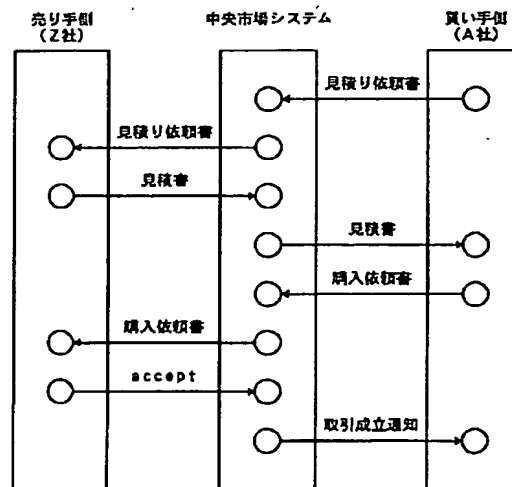 売り手側 中央市場システム 買い手側
(Z社) (A社)
見積り依頼書
見積り依頼書
見積書
見積書
購入依頼書
購入依頼書
accept
取引成立通知